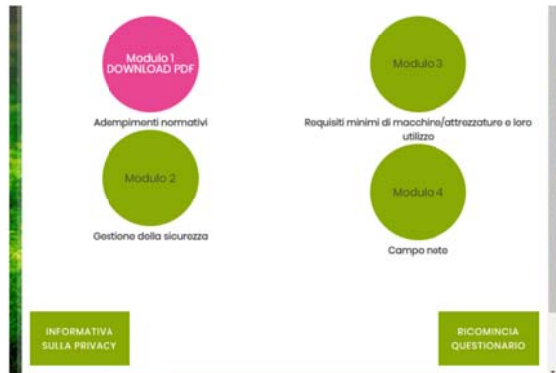 Modulo 1
DOWNLOAD PDF
Adempimenti normativi
Modulo 2
Gestione della sicurezza
Modulo 3
Requisiti minimi di macchine/attrezzature e loro
utilizzo
Modulo 4
Campo note
INFORMATIVA
SULLA PRIVACY
RICOMINCIA
QUESTIONARIO